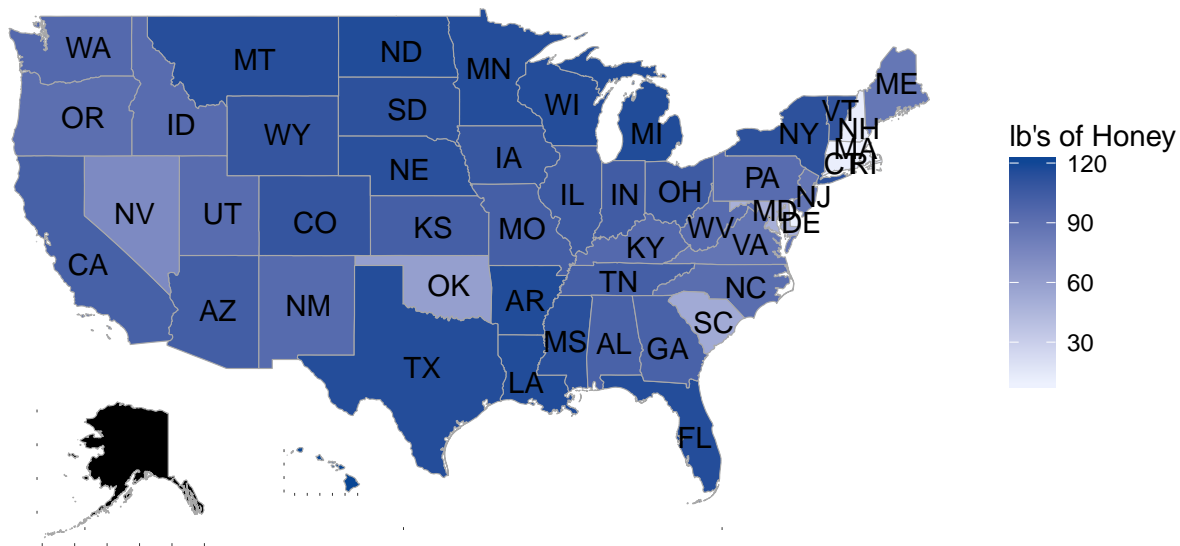 WA
MT
ND
MN
ME
OR
ID
WY
SD
WI
MI
NY
VT
NH
MA
CT
RI
NV
UT
CO
NE
IA
IL
IN
OH
PA
NJ
MD
DE
WV
VA
KS
MO
KY
CA
AZ
NM
OK
AR
TN
NC
SC
TX
LA
MS
AL
GA
FL
lb's of Honey
120
90
60
30